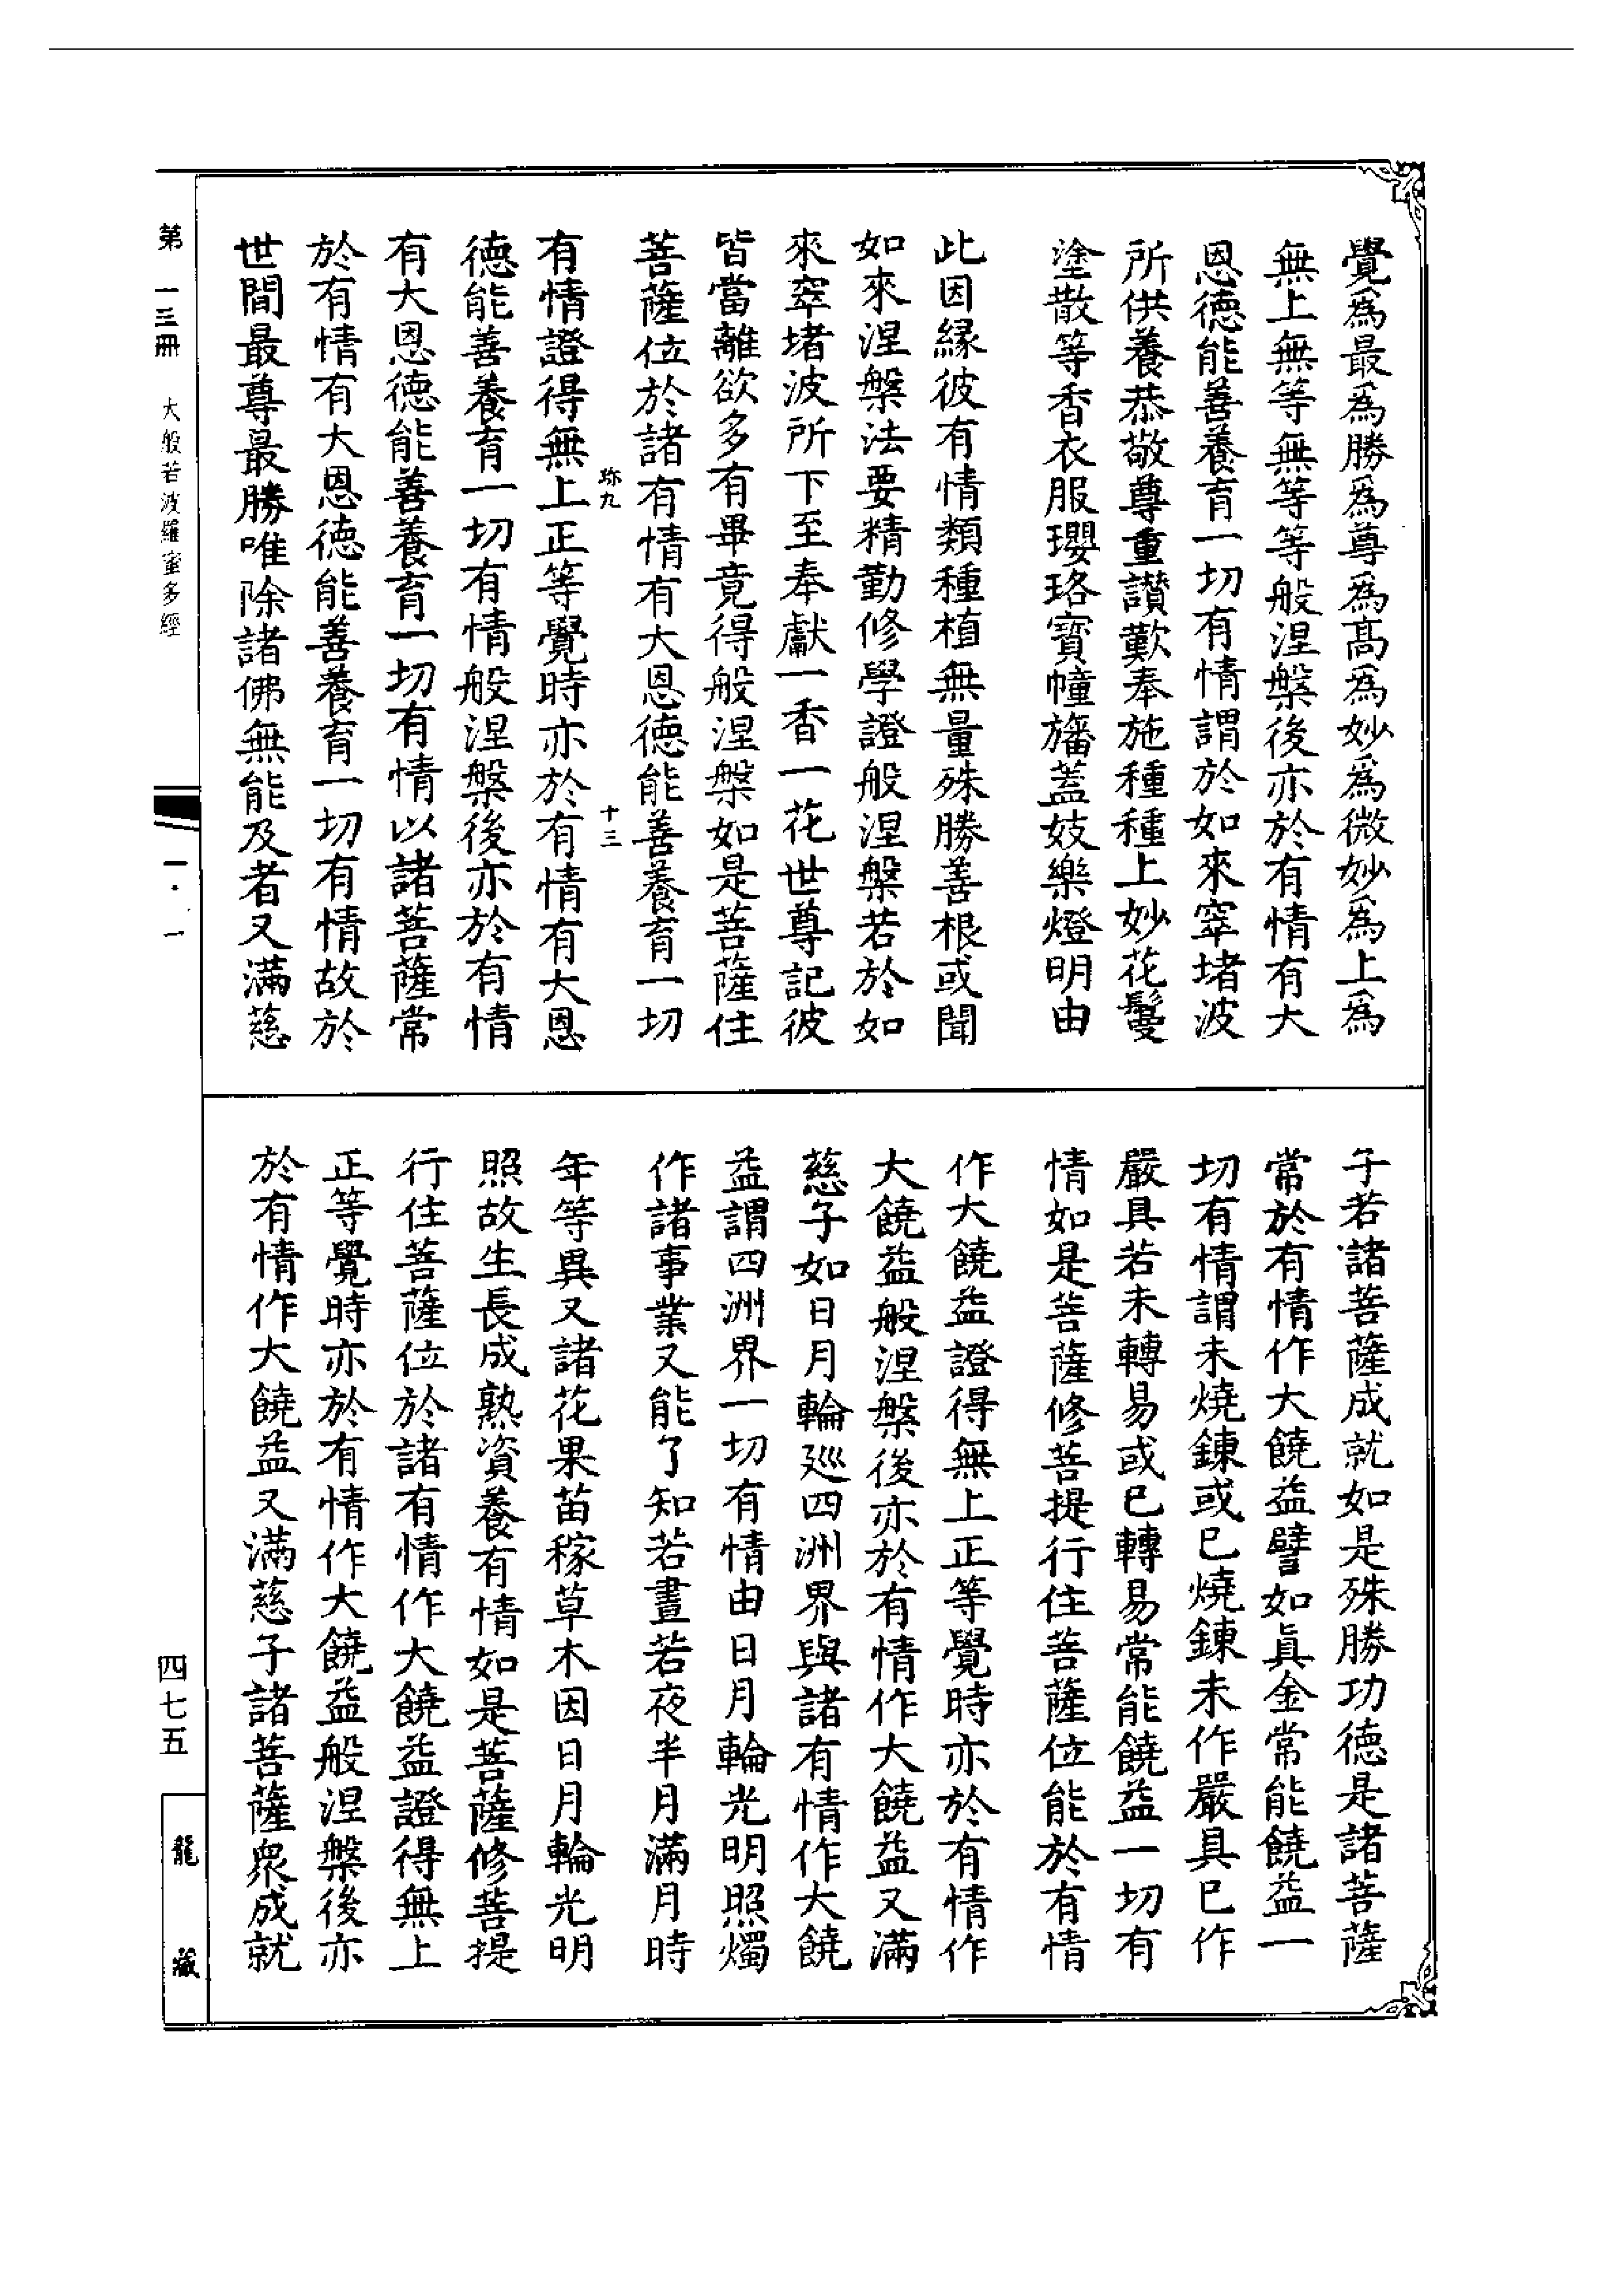 覺爲最爲勝爲尊爲高爲妙爲微妙爲上爲
無上無等無等等般涅槃後亦於有情有大
恩德能善養育一切有情謂於如來窣堵波
所供養恭敬尊重讚歎奉施種種上妙花鬘
塗散等香衣服瓔珞寶幢旛蓋妓樂燈明由
此因緣彼有情類種植無量殊勝善根或聞
如來涅槃法要精勤修學證般涅槃若於如
來窣堵波所下至奉獻一香一花世尊記彼
皆當離欲多有畢竟得般涅槃如是菩薩住
菩薩位於諸有情有大恩德能善養育一切
珎九 十三
有情證得無上正等覺時亦於有情有大恩
德能善養育一切有情般涅槃後亦於有情
有大恩德能善養育一切有情以諸菩薩常
於有情有大恩德能善養育一切有情故於
世間最尊最勝唯除諸佛無能及者又滿慈
子若諸菩薩成就如是殊勝功德是諸菩薩
常於有情作大饒益譬如眞金常能饒益一
切有情謂未燒鍊或已燒鍊未作嚴具已作
嚴具若未轉易或已轉易常能饒益一切有
情如是菩薩修菩提行住菩薩位能於有情
作大饒益證得無上正等覺時亦於有情作
大饒益般涅槃後亦於有情作大饒益又滿
慈子如日月輪廵四洲界與諸有情作大饒
益謂四洲界一切有情由日月輪光明照燭
作諸事業又能了知若晝若夜半月滿月時
年等異又諸花果苗稼草木因日月輪光明
照故生長成熟資養有情如是菩薩修菩提
行住菩薩位於諸有情作大饒益證得無上
正等覺時亦於有情作大饒益般涅槃後亦
於有情作大饒益又滿慈子諸菩薩衆成就
第一三冊 大般若波羅蜜多經
一·一
四七五
龍藏